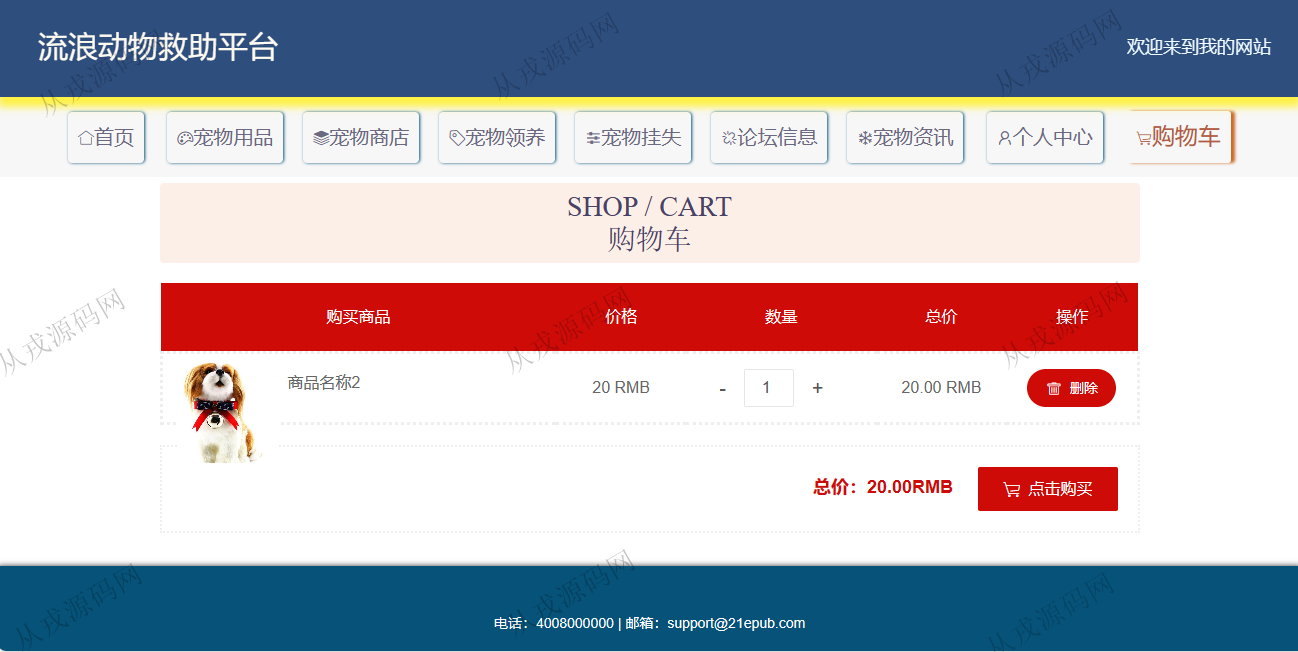 流浪动物救助平台
欢迎来到我的网站
首页 宠物用品 宠物商店 宠物领养 宠物挂失 论坛信息 宠物资讯 个人中心 购物车
SHOP / CART
购物车
购买商品 价格 数量 总价 操作
商品名称2 20 RMB - 1 + 20.00 RMB 删除
总价：20.00RMB 点击购买
电话：4008000000 | 邮箱：support@21epub.com
从戎源码网
从戎源码网
从戎源码网
从戎源码网
从戎源码网
从戎源码网
从戎源码网
从戎源码网
从戎源码网